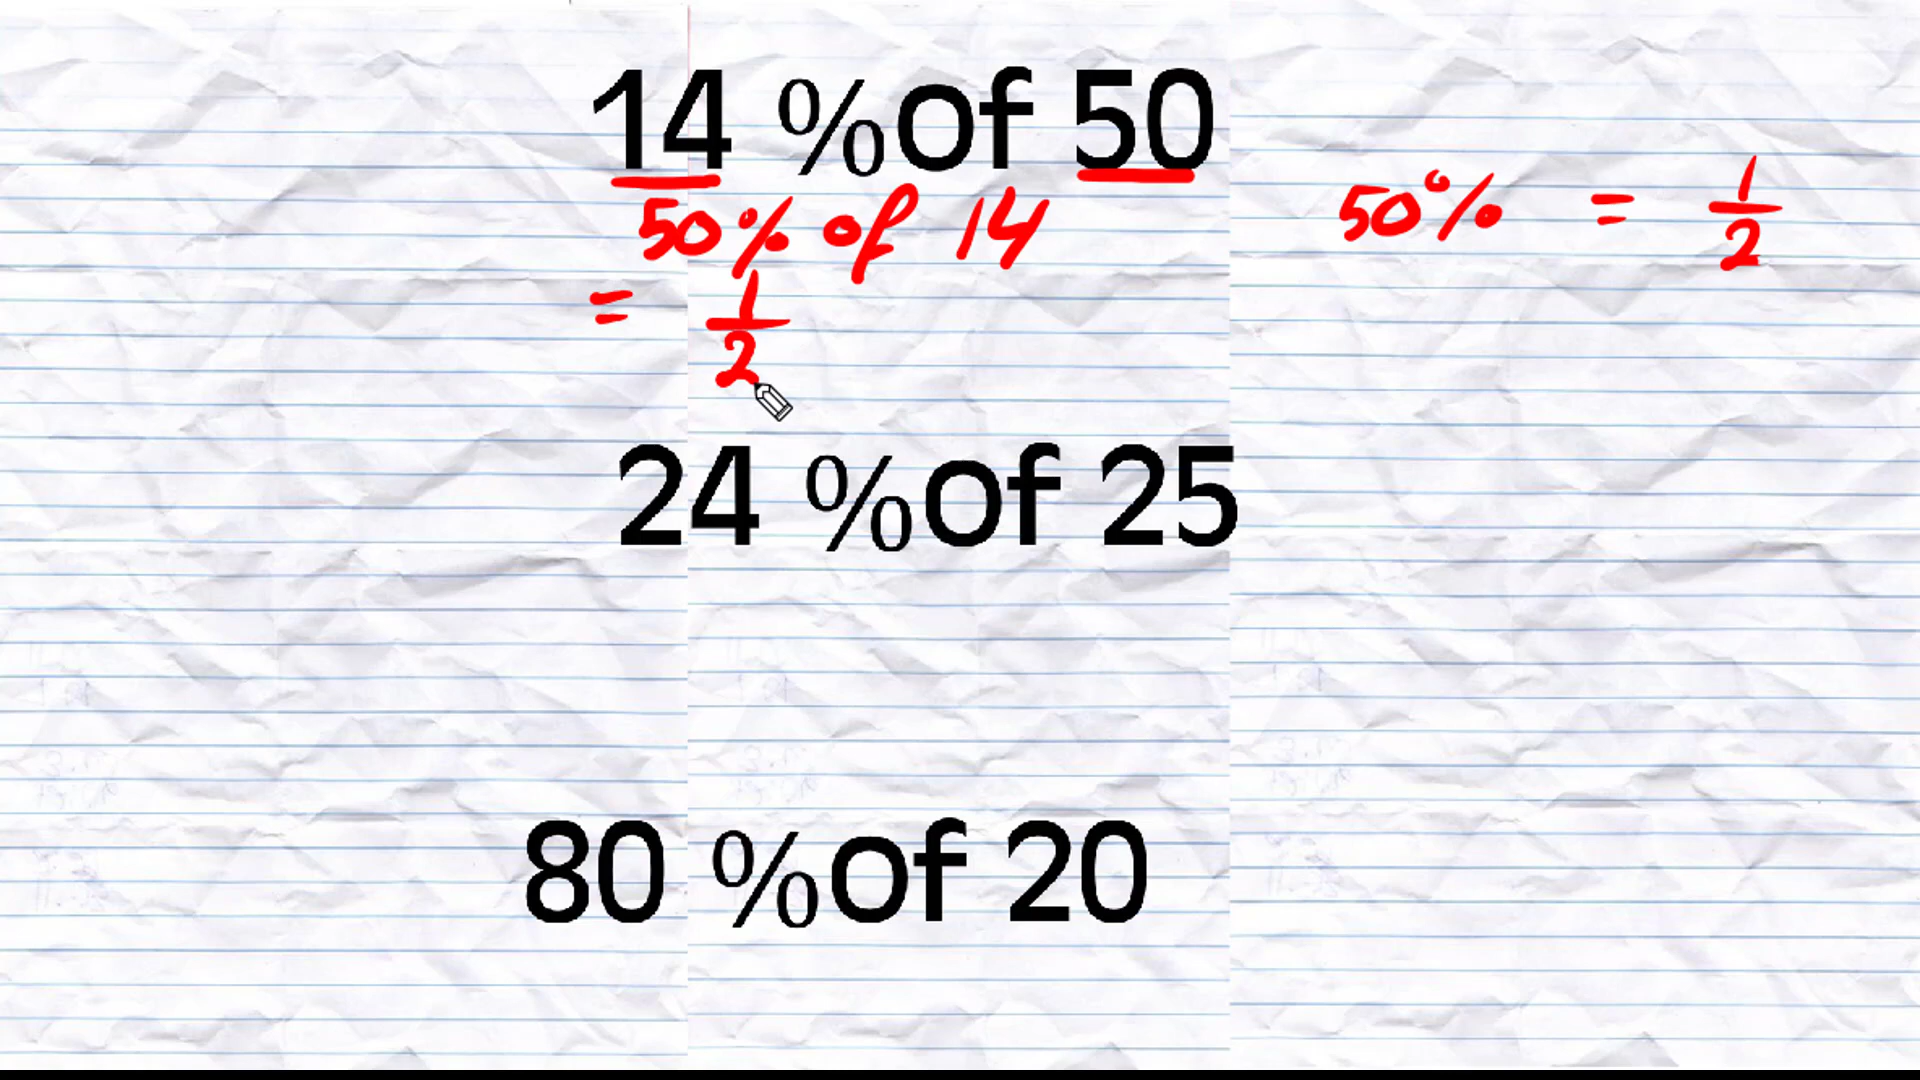 14 %of 50
50% of 14
50% = 1/2
= 1/2
24 %of 25
80 %of 20